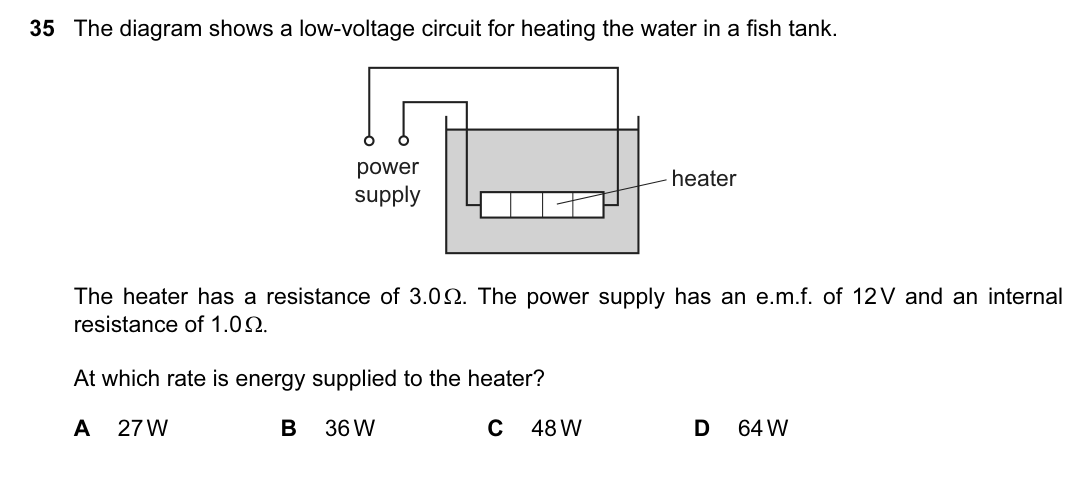 35 The diagram shows a low-voltage circuit for heating the water in a fish tank.
power
supply
heater
The heater has a resistance of 3.0Ω. The power supply has an e.m.f. of 12V and an internal
resistance of 1.0Ω.
At which rate is energy supplied to the heater?
A 27W B 36W C 48W D 64W